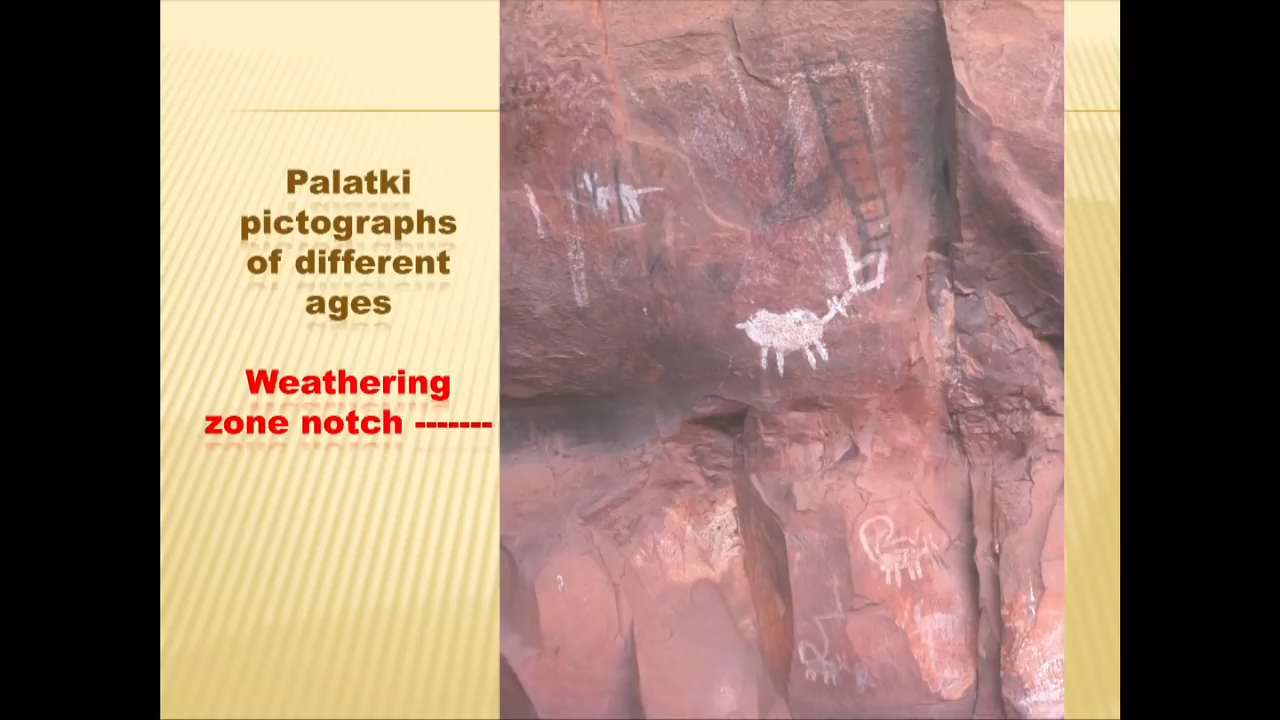 Palatki
pictographs
of different
ages
Weathering
zone notch -------